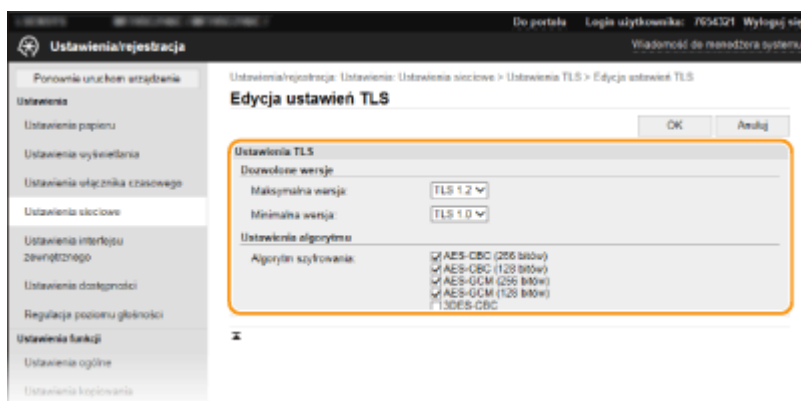 Do portalu Login użytkownika: 7654321 Wyloguj się
Ustawienia/rejestracja
Wiadomość do menedżera systemu
Ponownie uruchom urządzenie
Ustawienia/rejestracja: Ustawienia: Ustawienia sieciowe > Ustawienia TLS > Edycja ustawień TLS
Edycja ustawień TLS
Ustawienia
Ustawienia papieru
OK Anuluj
Ustawienia wyświetlania
Ustawienia włącznika czasowego
Ustawienia sieciowe
Ustawienia interfejsu
zewnętrznego
Ustawienia dostępności
Regulacja poziomu głośności
Ustawienia funkcji
Ustawienia ogólne
Ustawienia kopiowania
Ustawienia TLS
Dozwolone wersje
Maksymalna wersja: TLS 1.2
Minimalna wersja: TLS 1.0
Ustawienia algorytmu
Algorytm szyfrowania: AES-CBC (256 bitów)
AES-CBC (128 bitów)
AES-GCM (256 bitów)
AES-GCM (128 bitów)
3DES-CBC